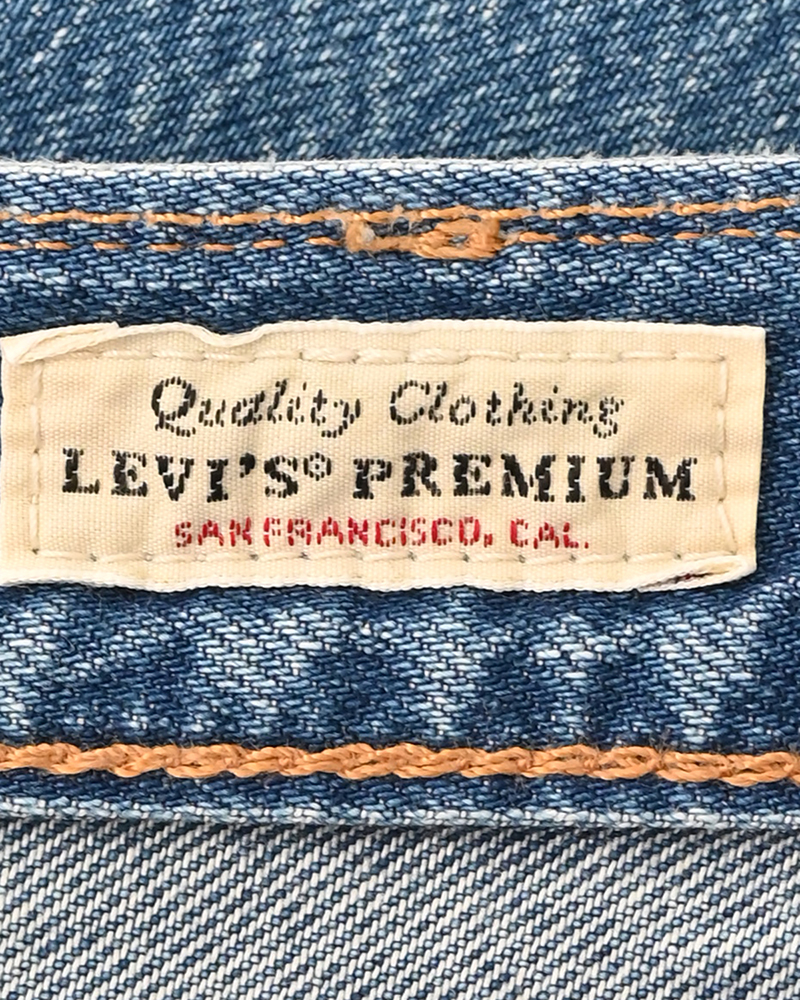 Quality Clothing
LEVI'S® PREMIUM
SAN FRANCISCO, CAL.